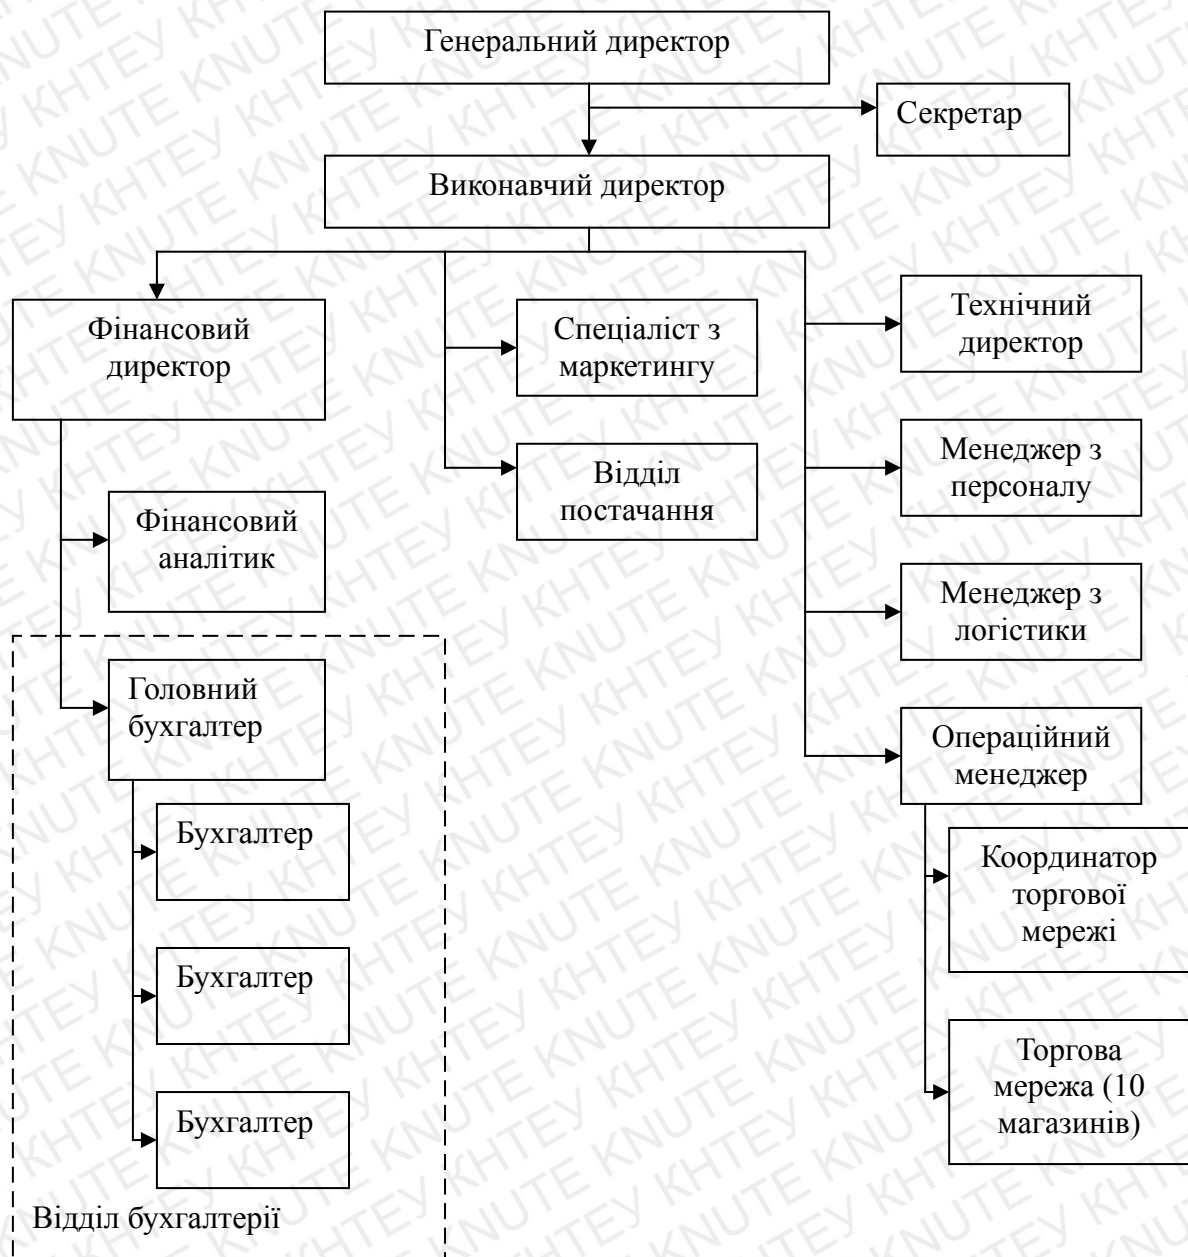 Генеральний директор
Секретар
Виконавчий директор
Фінансовий
директор
Спеціаліст з
маркетингу
Технічний
директор
Відділ
постачання
Менеджер з
персоналу
Фінансовий
аналітик
Менеджер з
логістики
Головний
бухгалтер
Операційний
менеджер
Бухгалтер
Координатор
торгової
мережі
Бухгалтер
Торгова
мережа (10
магазинів)
Бухгалтер
Відділ бухгалтерії